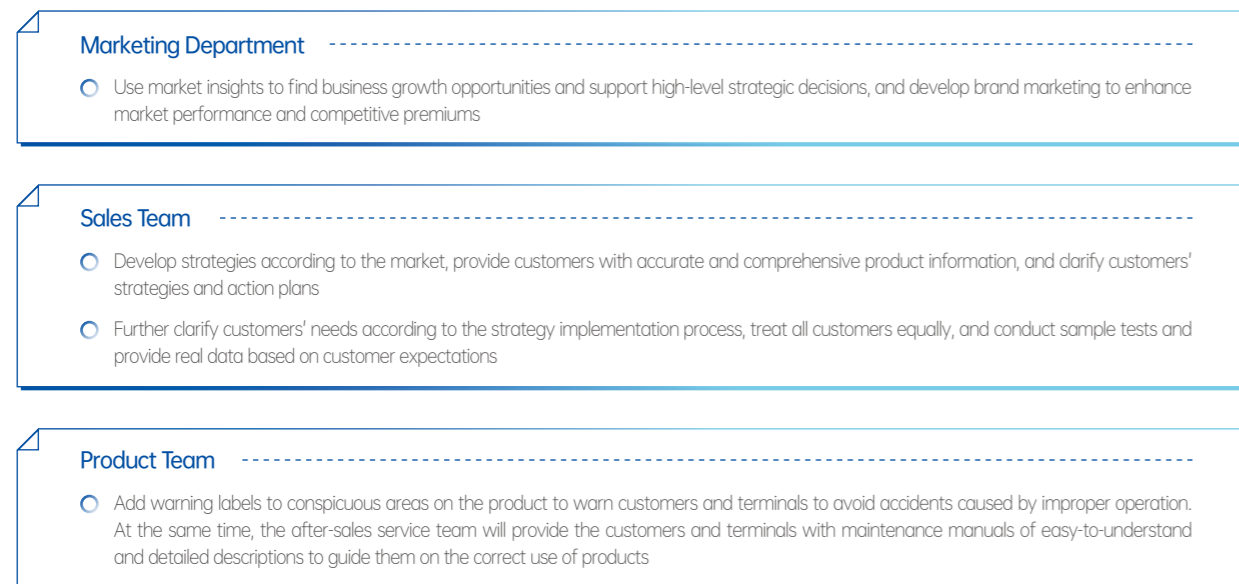 Marketing Department
Use market insights to find business growth opportunities and support high-level strategic decisions, and develop brand marketing to enhance
market performance and competitive premiums
Sales Team
Develop strategies according to the market, provide customers with accurate and comprehensive product information, and clarify customers'
strategies and action plans
Further clarify customers' needs according to the strategy implementation process, treat all customers equally, and conduct sample tests and
provide real data based on customer expectations
Product Team
Add warning labels to conspicuous areas on the product to warn customers and terminals to avoid accidents caused by improper operation.
At the same time, the after-sales service team will provide the customers and terminals with maintenance manuals of easy-to-understand
and detailed descriptions to guide them on the correct use of products